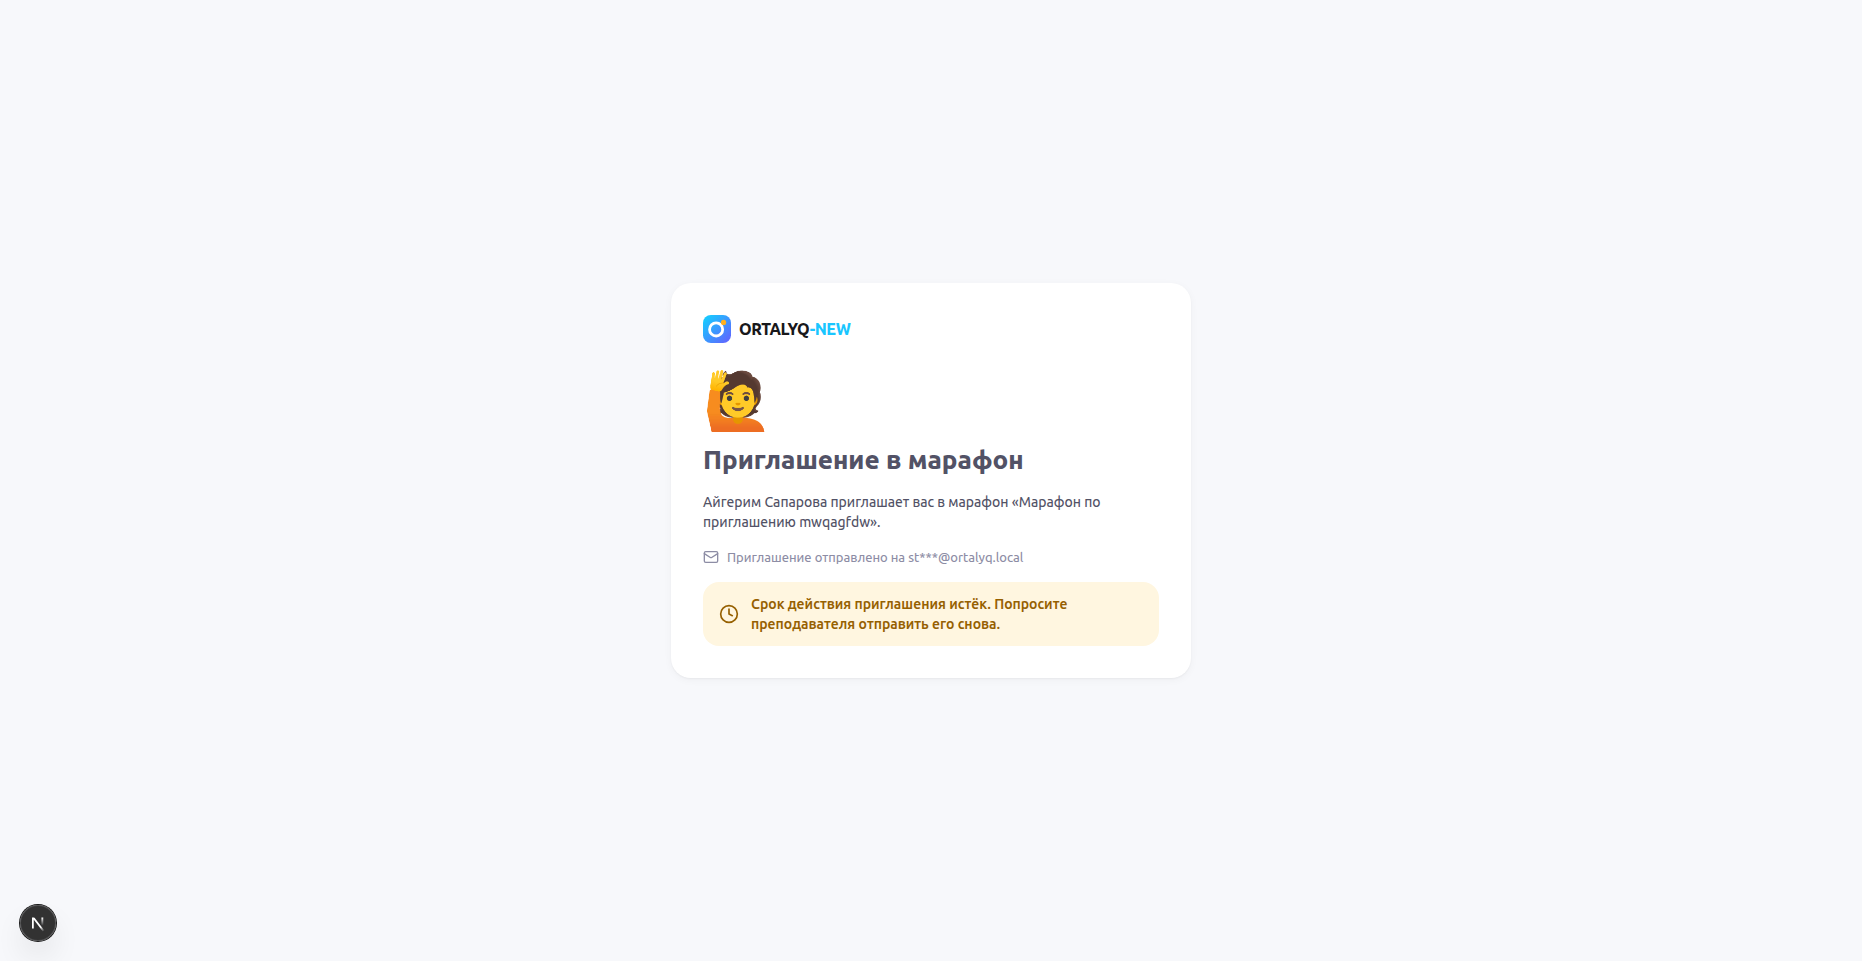 ORTALYQ-NEW
Приглашение в марафон
Айгерим Сапарова приглашает вас в марафон «Марафон по
приглашению mwqagfdw».
Приглашение отправлено на st***@ortalyq.local
Срок действия приглашения истёк. Попросите
преподавателя отправить его снова.
N